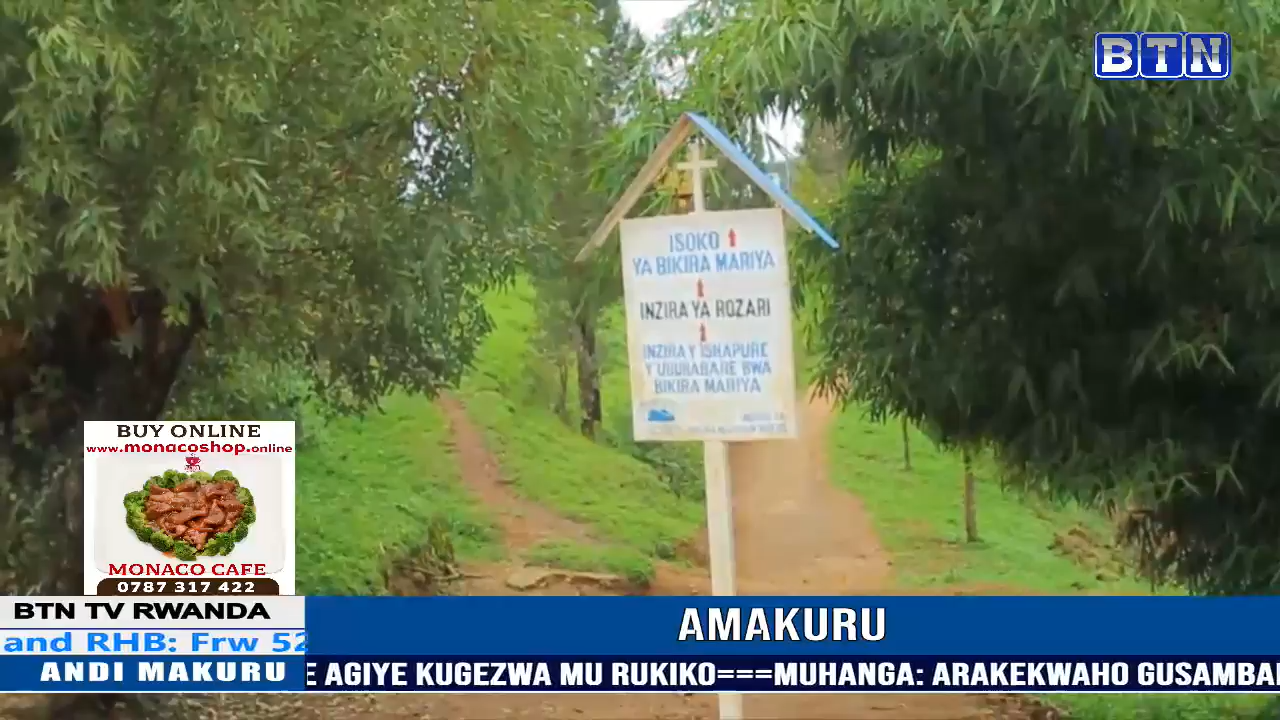 BTN
ISOKO
YA BIKIRA MARIYA
INZIRA YA ROZARI
INZIRA Y ISHAPURE
Y'UBURABARE BWA
BIKIRA MARIYA
BUY ONLINE
www.monacoshop.online
MONACO CAFE
0787 317 422
BTN TV RWANDA
and RHB: Frw 52
AMAKURU
ANDI MAKURU
E AGIYE KUGEZWA MU RUKIKO===MUHANGA: ARAKEKWAHO GUSAMBA